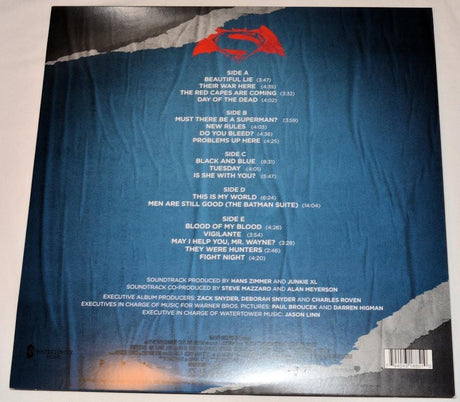 SIDE A
BEAUTIFUL LIE (3:47)
THEIR WAR HERE (4:35)
THE RED CAPES ARE COMING (3:32)
DAY OF THE DEAD (4:02)
SIDE B
MUST THERE BE A SUPERMAN? (3:58)
NEW RULES (4:03)
DO YOU BLEED? (4:36)
PROBLEMS UP HERE (4:25)
SIDE C
BLACK AND BLUE (8:31)
TUESDAY (4:01)
IS SHE WITH YOU? (5:47)
SIDE D
THIS IS MY WORLD (6:24)
MEN ARE STILL GOOD (THE BATMAN SUITE) (14:04)
SIDE E
BLOOD OF MY BLOOD (4:26)
VIGILANTE (3:54)
MAY I HELP YOU, MR. WAYNE? (3:28)
THEY WERE HUNTERS (2:46)
FIGHT NIGHT (4:20)
SOUNDTRACK PRODUCED BY HANS ZIMMER AND JUNKIE XL
SOUNDTRACK CO-PRODUCED BY STEVE MAZZARO AND ALAN MEYERSON
EXECUTIVE ALBUM PRODUCERS: ZACK SNYDER, DEBORAH SNYDER AND CHARLES ROVEN
EXECUTIVES IN CHARGE OF MUSIC FOR WARNER BROS. PICTURES: PAUL BROUCEK AND DARREN HIGMAN
EXECUTIVE IN CHARGE OF WATERTOWER MUSIC: JASON LINN
WATERTOWER
MUSIC